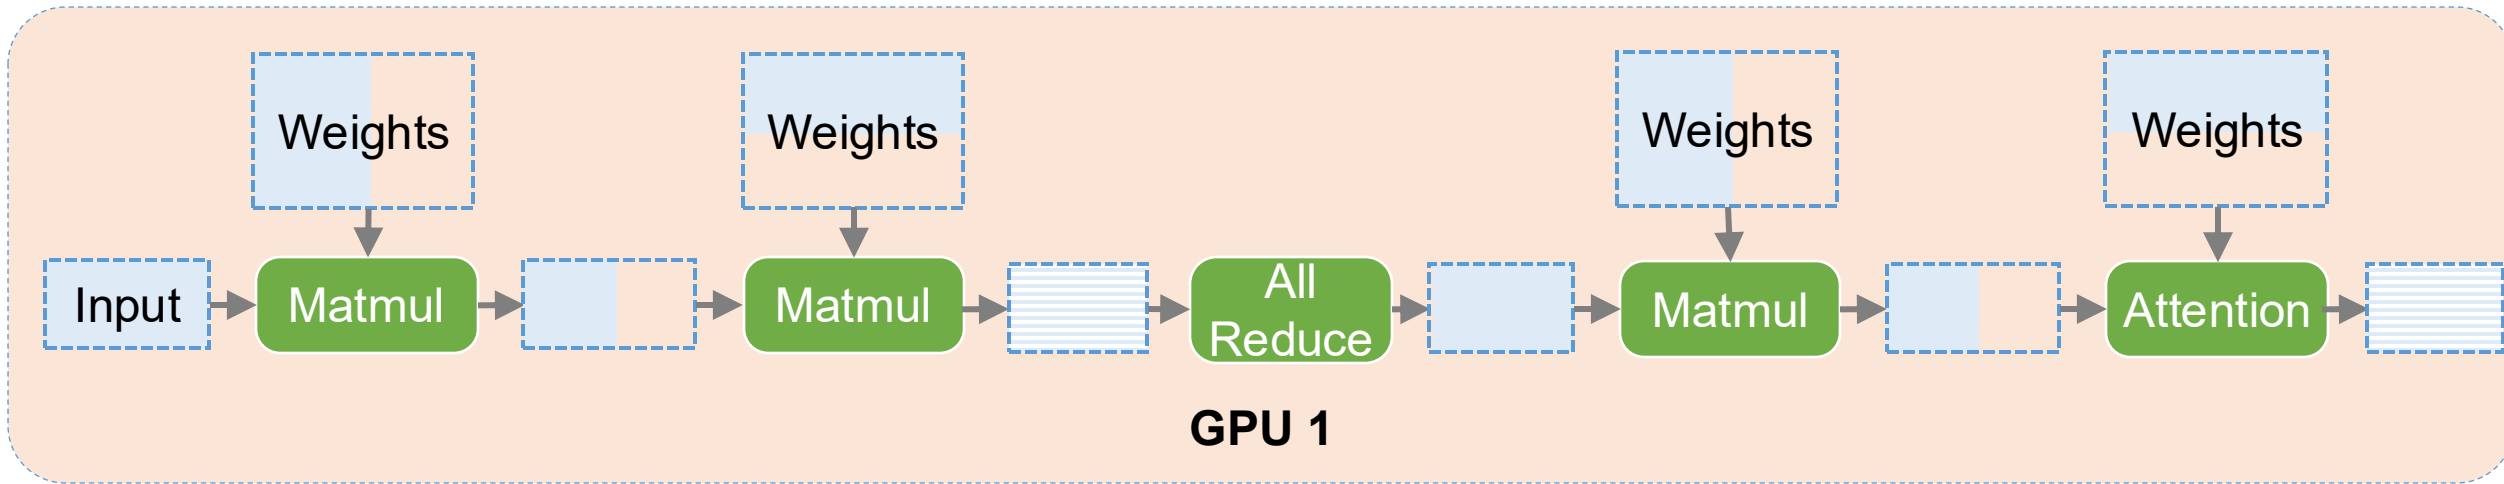 Weights
Weights
Weights
Weights
Input
Matmul
Matmul
All
Reduce
Matmul
Attention
GPU 1